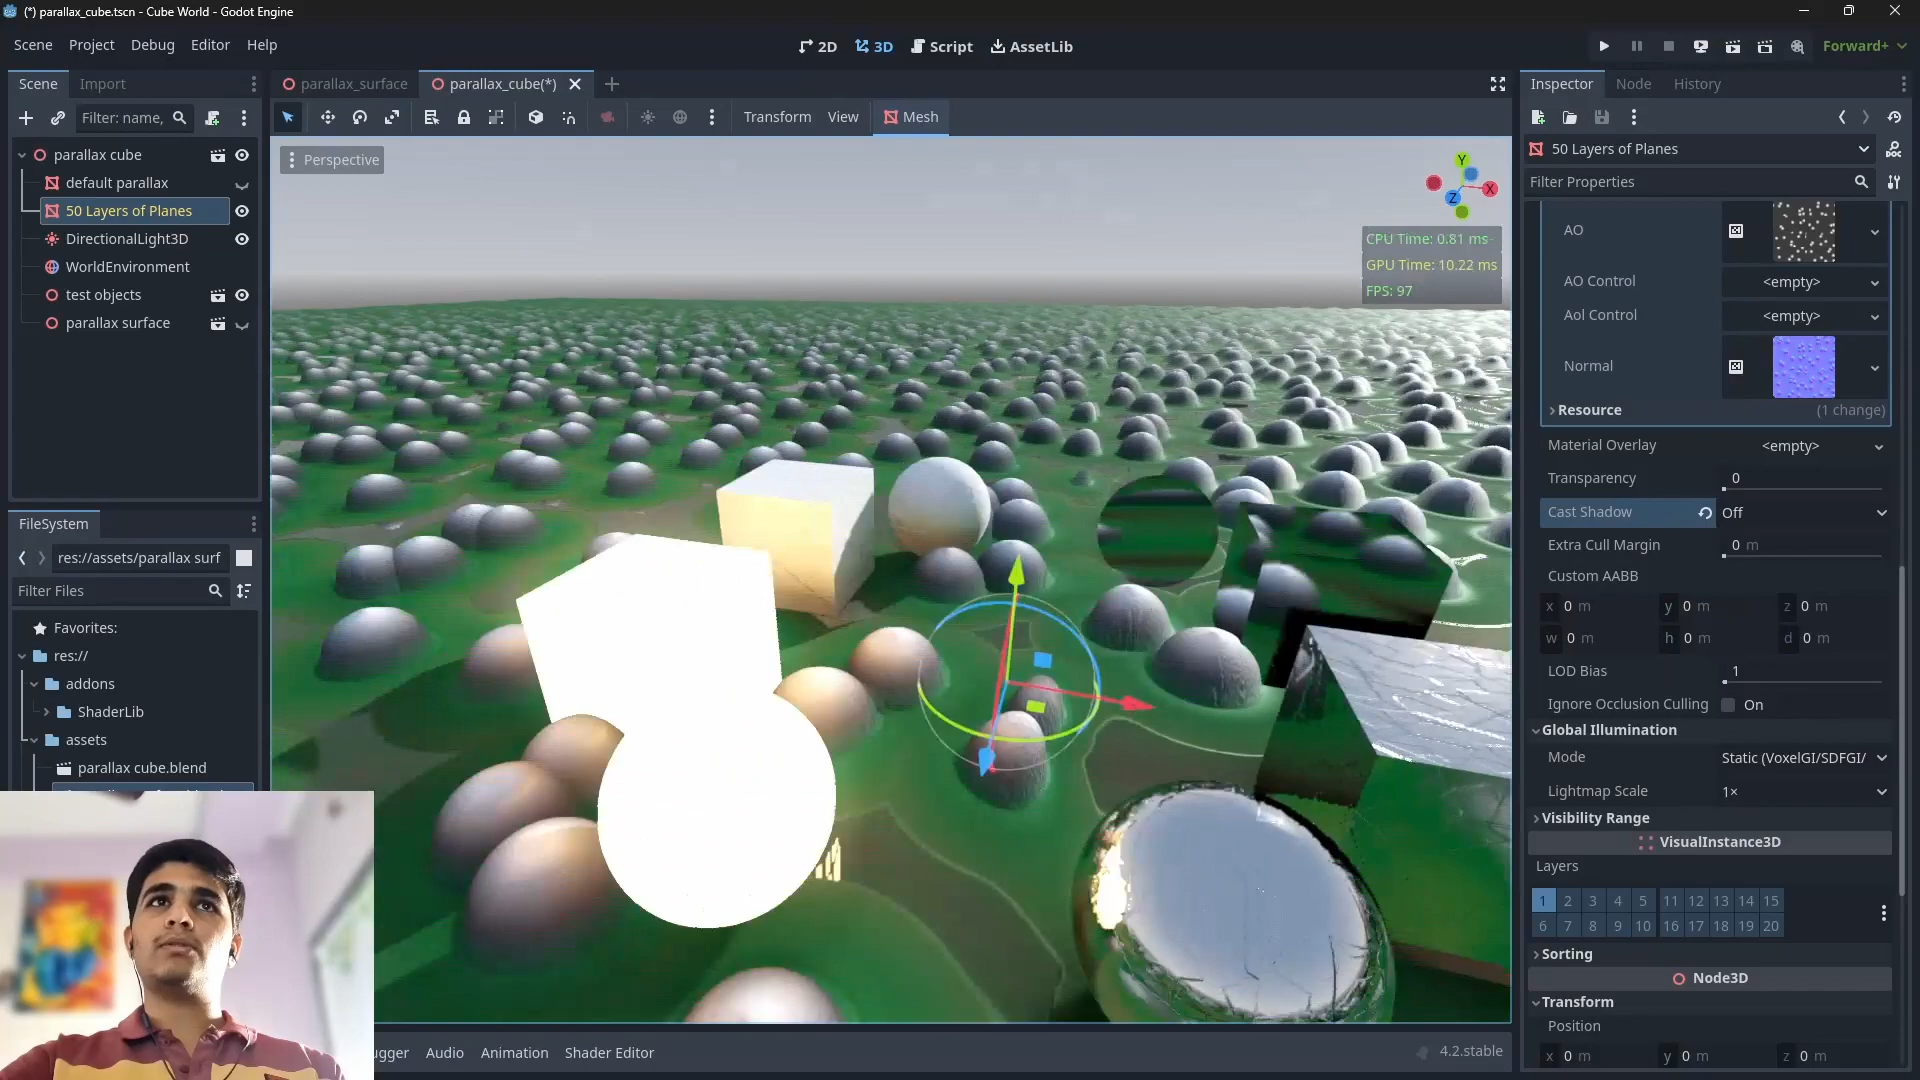 (*) parallax_cube.tscn - Cube World - Godot Engine
Scene Project Debug Editor Help
2D 3D Script AssetLib
Forward+
Scene Import
Filter: name,
parallax cube
default parallax
50 Layers of Planes
DirectionalLight3D
WorldEnvironment
test objects
parallax surface
FileSystem
res://assets/parallax surf
Filter Files
Favorites:
res://
addons
ShaderLib
assets
parallax cube.blend
parallax_surface parallax_cube(*)
Transform View Mesh
Perspective
Y
X
Z
CPU Time: 0.81 ms
GPU Time: 10.22 ms
FPS: 97
ugger Audio Animation Shader Editor
4.2.stable
Inspector Node History
50 Layers of Planes
DOC
Filter Properties
AO
AO Control <empty>
AoI Control <empty>
Normal
Resource (1 change)
Material Overlay <empty>
Transparency 0
Cast Shadow Off
Extra Cull Margin 0 m
Custom AABB
x 0 m y 0 m z 0 m
w 0 m h 0 m d 0 m
LOD Bias 1
Ignore Occlusion Culling On
Global Illumination
Mode Static (VoxelGI/SDFGI/
Lightmap Scale 1×
Visibility Range
VisualInstance3D
Layers
1 2 3 4 5 11 12 13 14 15
6 7 8 9 10 16 17 18 19 20
Sorting
Node3D
Transform
Position
x 0 m y 0 m z 0 m